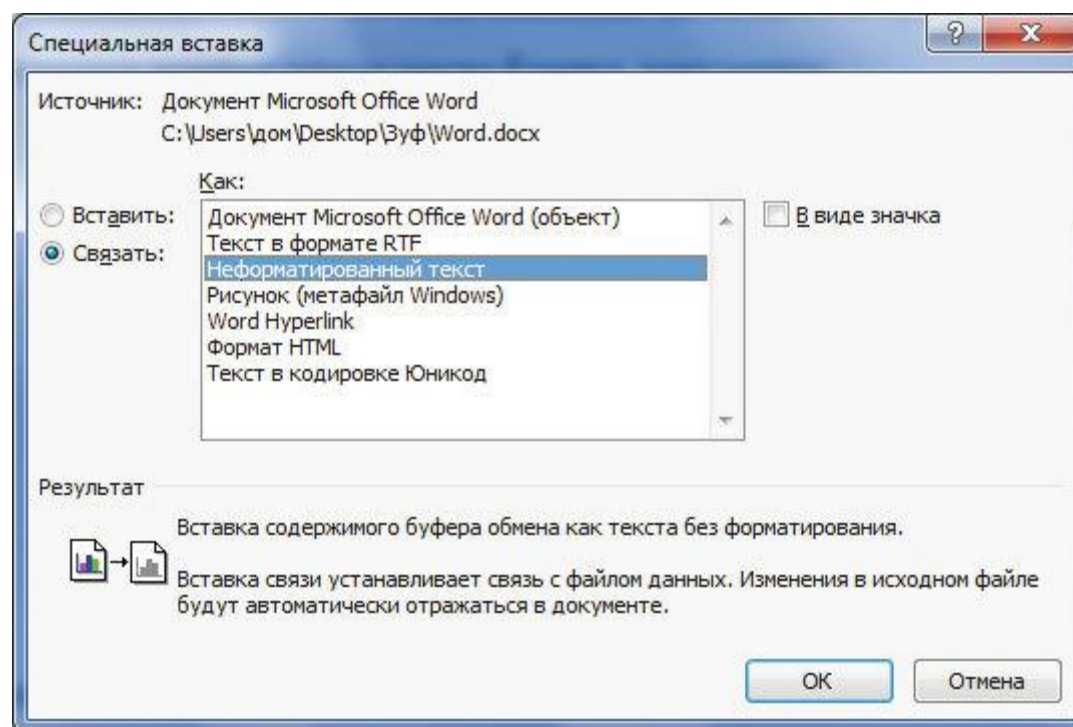 Специальная вставка
Источник: Документ Microsoft Office Word
C:\Users\дом\Desktop\Зуф\Word.docx
Как:
Вставить:
Связать:
Документ Microsoft Office Word (объект)
Текст в формате RTF
Неформатированный текст
Рисунок (метафайл Windows)
Word Hyperlink
Формат HTML
Текст в кодировке Юникод
В виде значка
Результат
Вставка содержимого буфера обмена как текста без форматирования.
Вставка связи устанавливает связь с файлом данных. Изменения в исходном файле
будут автоматически отражаться в документе.
ОК
Отмена